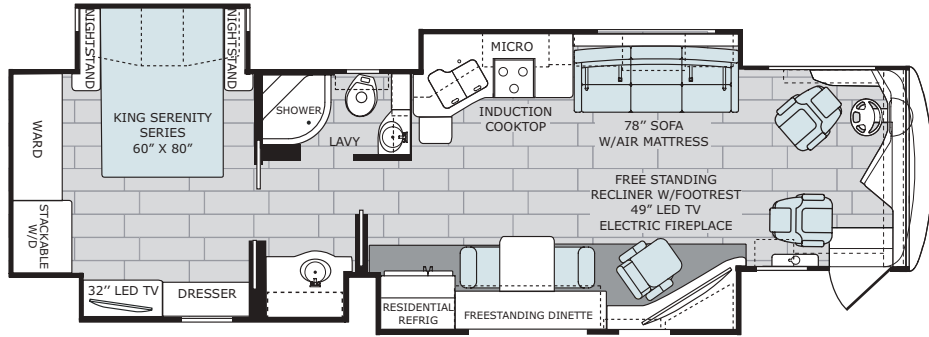 NIGHTSTAND
NIGHTSTAND
KING SERENITY
SERIES
60” X 80”
WARD
STACKABLE
W/D
32” LED TV
DRESSER
SHOWER
LAVY
MICRO
INDUCTION
COOKTOP
78” SOFA
W/AIR MATTRESS
FREE STANDING
RECLINER W/FOOTREST
49” LED TV
ELECTRIC FIREPLACE
RESIDENTIAL
REFRIG
FREESTANDING DINETTE